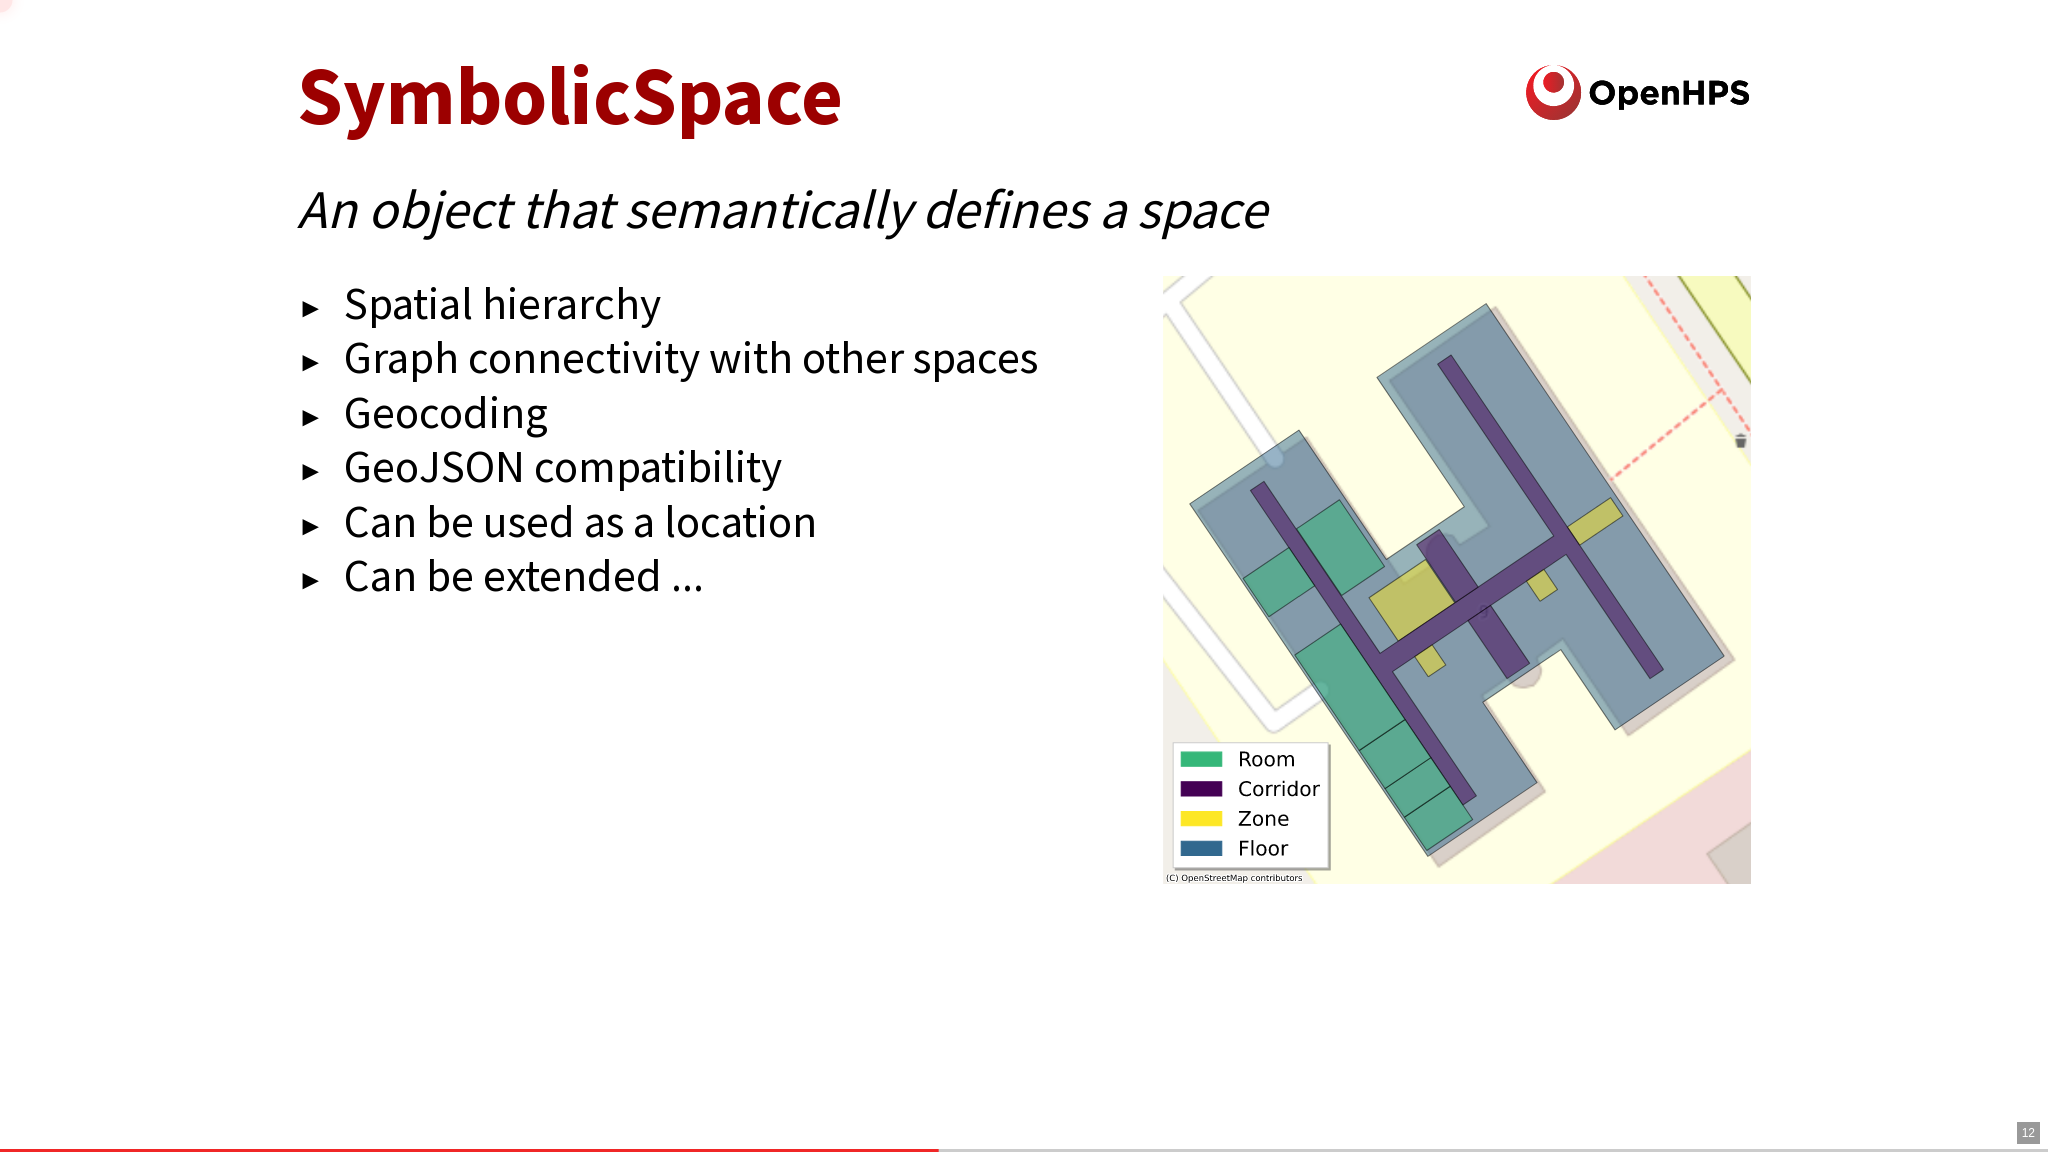 SymbolicSpace
OpenHPS
An object that semantically defines a space
▸ Spatial hierarchy
▸ Graph connectivity with other spaces
▸ Geocoding
▸ GeoJSON compatibility
▸ Can be used as a location
▸ Can be extended ...
Room
Corridor
Zone
Floor
(C) OpenStreetMap contributors
12